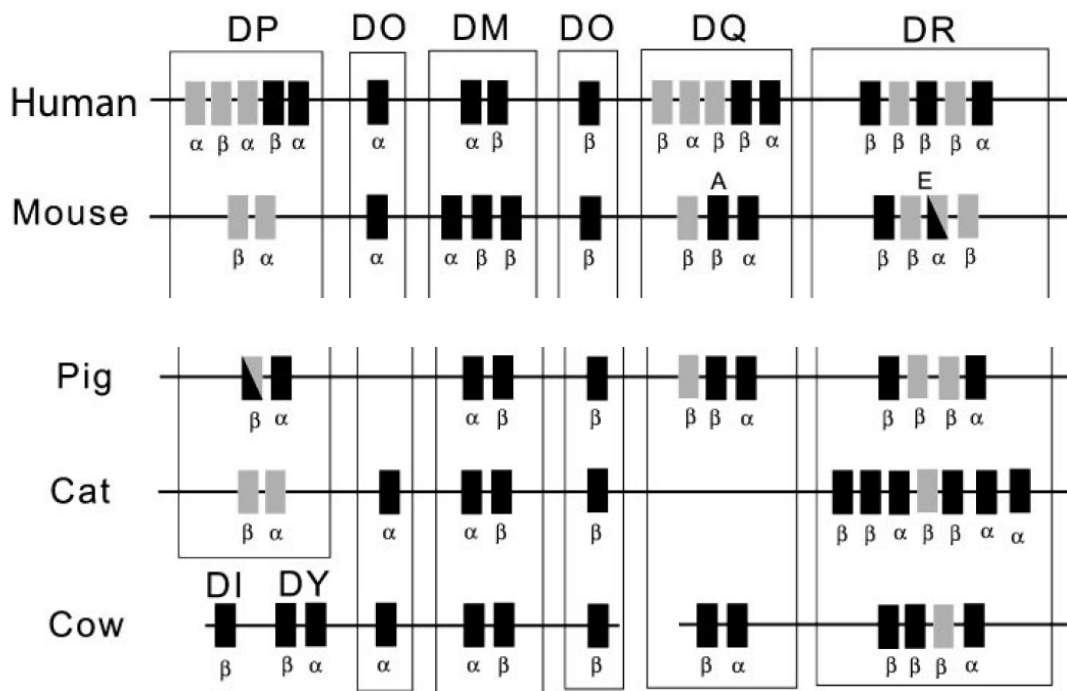 DP DO DM DO DQ DR
Human
α β α β α α α β β β α β β α β β β β α
A E
Mouse
β α α α β β β β β α β β α β
Pig
β α α β β β β α β β β α
Cat
β α α α β β β β α β β α α
DI DY
Cow
β β α α α β β β α β β β α